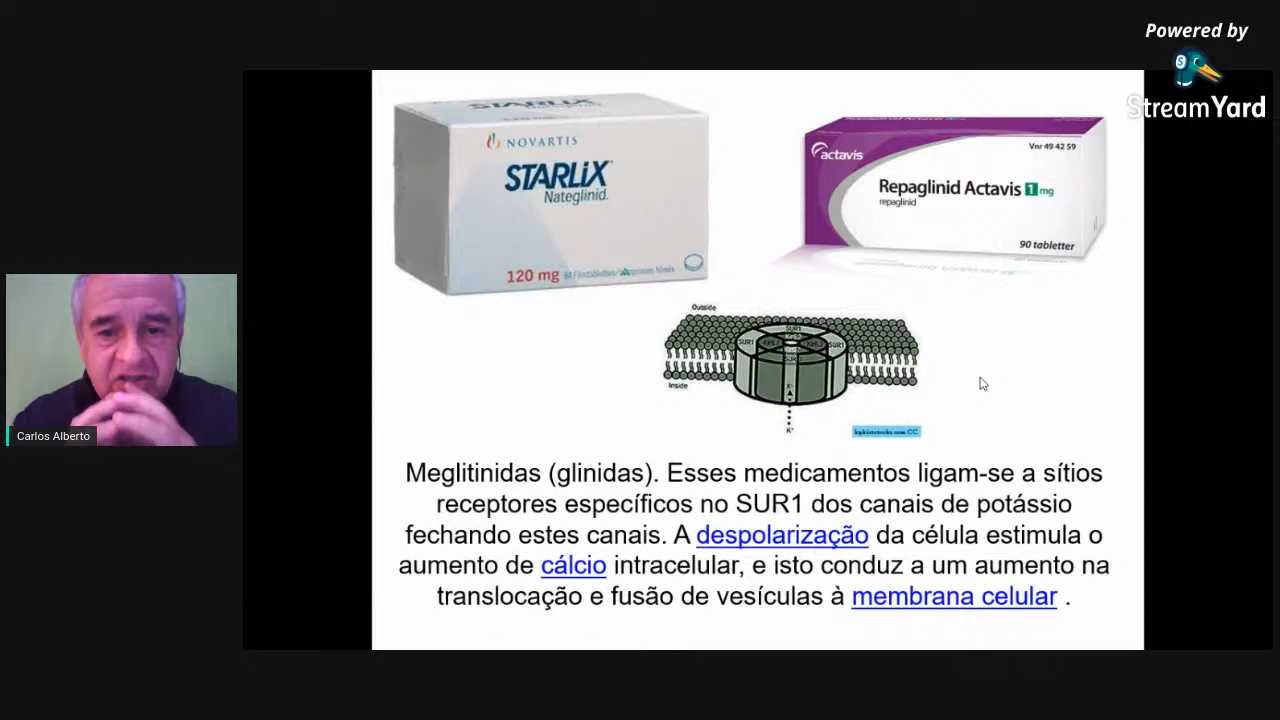 Powered by
StreamYard
STARLIX
NOVARTIS
STARLiX
Nateglinid.
120 mg
actavis
Vnr 49 42 59
Repaglinid Actavis 1 mg
repaglinid
90 tabletter
Outside
SUR1
SUR1
SUR1
Inside
K⁺
K⁺
Carlos Alberto
Meglitinidas (glinidas). Esses medicamentos ligam-se a sítios
receptores específicos no SUR1 dos canais de potássio
fechando estes canais. A despolarização da célula estimula o
aumento de cálcio intracelular, e isto conduz a um aumento na
translocação e fusão de vesículas à membrana celular .